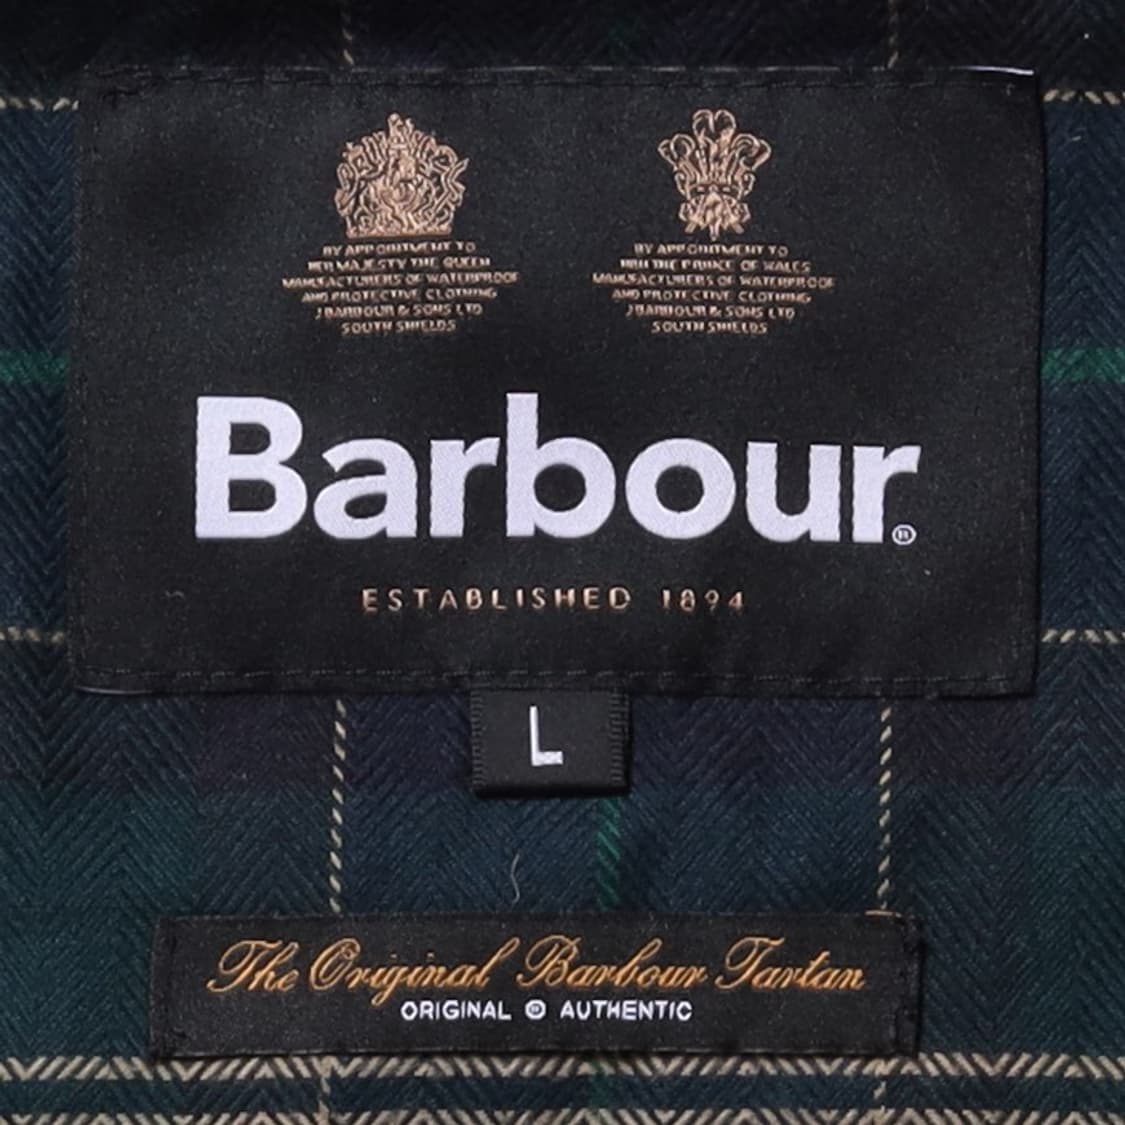 BY APPOINTMENT TO
HER MAJESTY THE QUEEN
MANUFACTURERS OF WATERPROOF
AND PROTECTIVE CLOTHING
J BARBOUR & SONS LTD
SOUTH SHIELDS
BY APPOINTMENT TO
HRH THE PRINCE OF WALES
MANUFACTURERS OF WATERPROOF
AND PROTECTIVE CLOTHING
J BARBOUR & SONS LTD
SOUTH SHIELDS
Barbour®
ESTABLISHED 1894
L
The Original Barbour Tartan
ORIGINAL ® AUTHENTIC